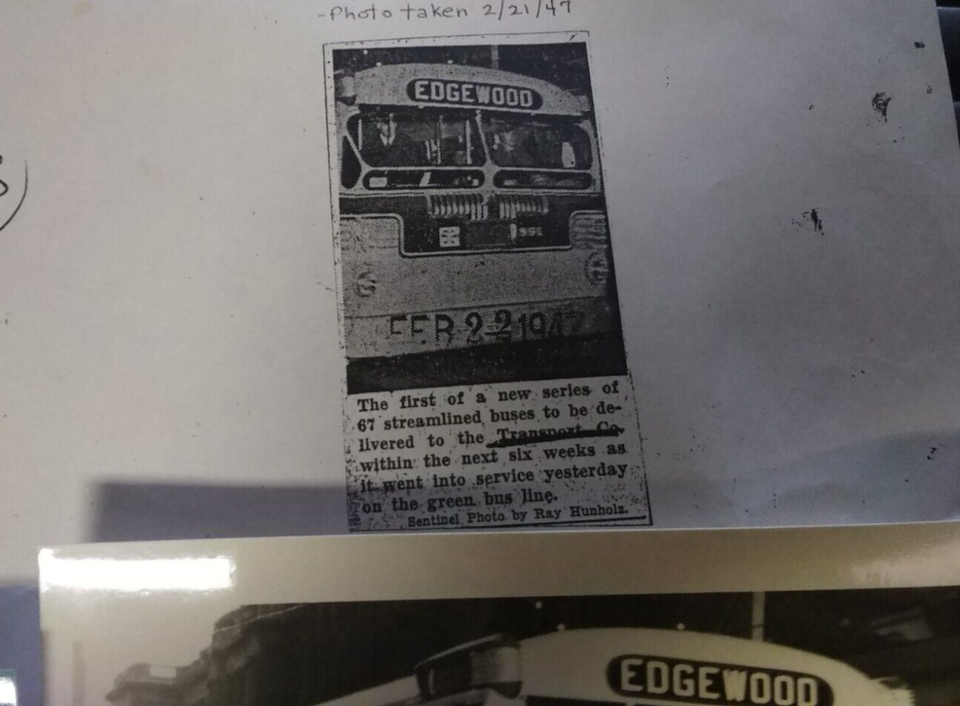 -Photo taken 2/21/47
EDGEWOOD
FEB 22 1947
The first of a new series of
67 streamlined buses to be de-
livered to the Transport Co.
within the next six weeks as
it went into service yesterday
on the green bus line.
Sentinel Photo by Ray Hunholz.
EDGEWOOD